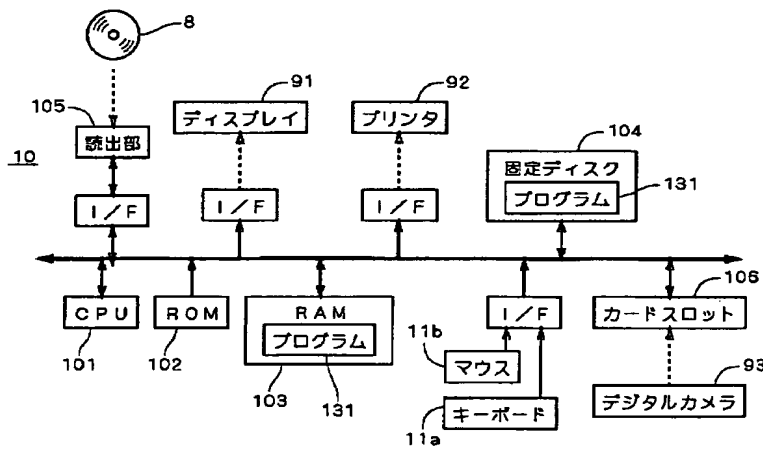 8
91
92
105
ディスプレイ
プリンタ
104
読出部
10
固定ディスク
131
プログラム
I/F
I/F
I/F
106
CPU
ROM
RAM
I/F
カードスロット
101
102
プログラム
11b
マウス
103
131
93
キーボード
デジタルカメラ
11a